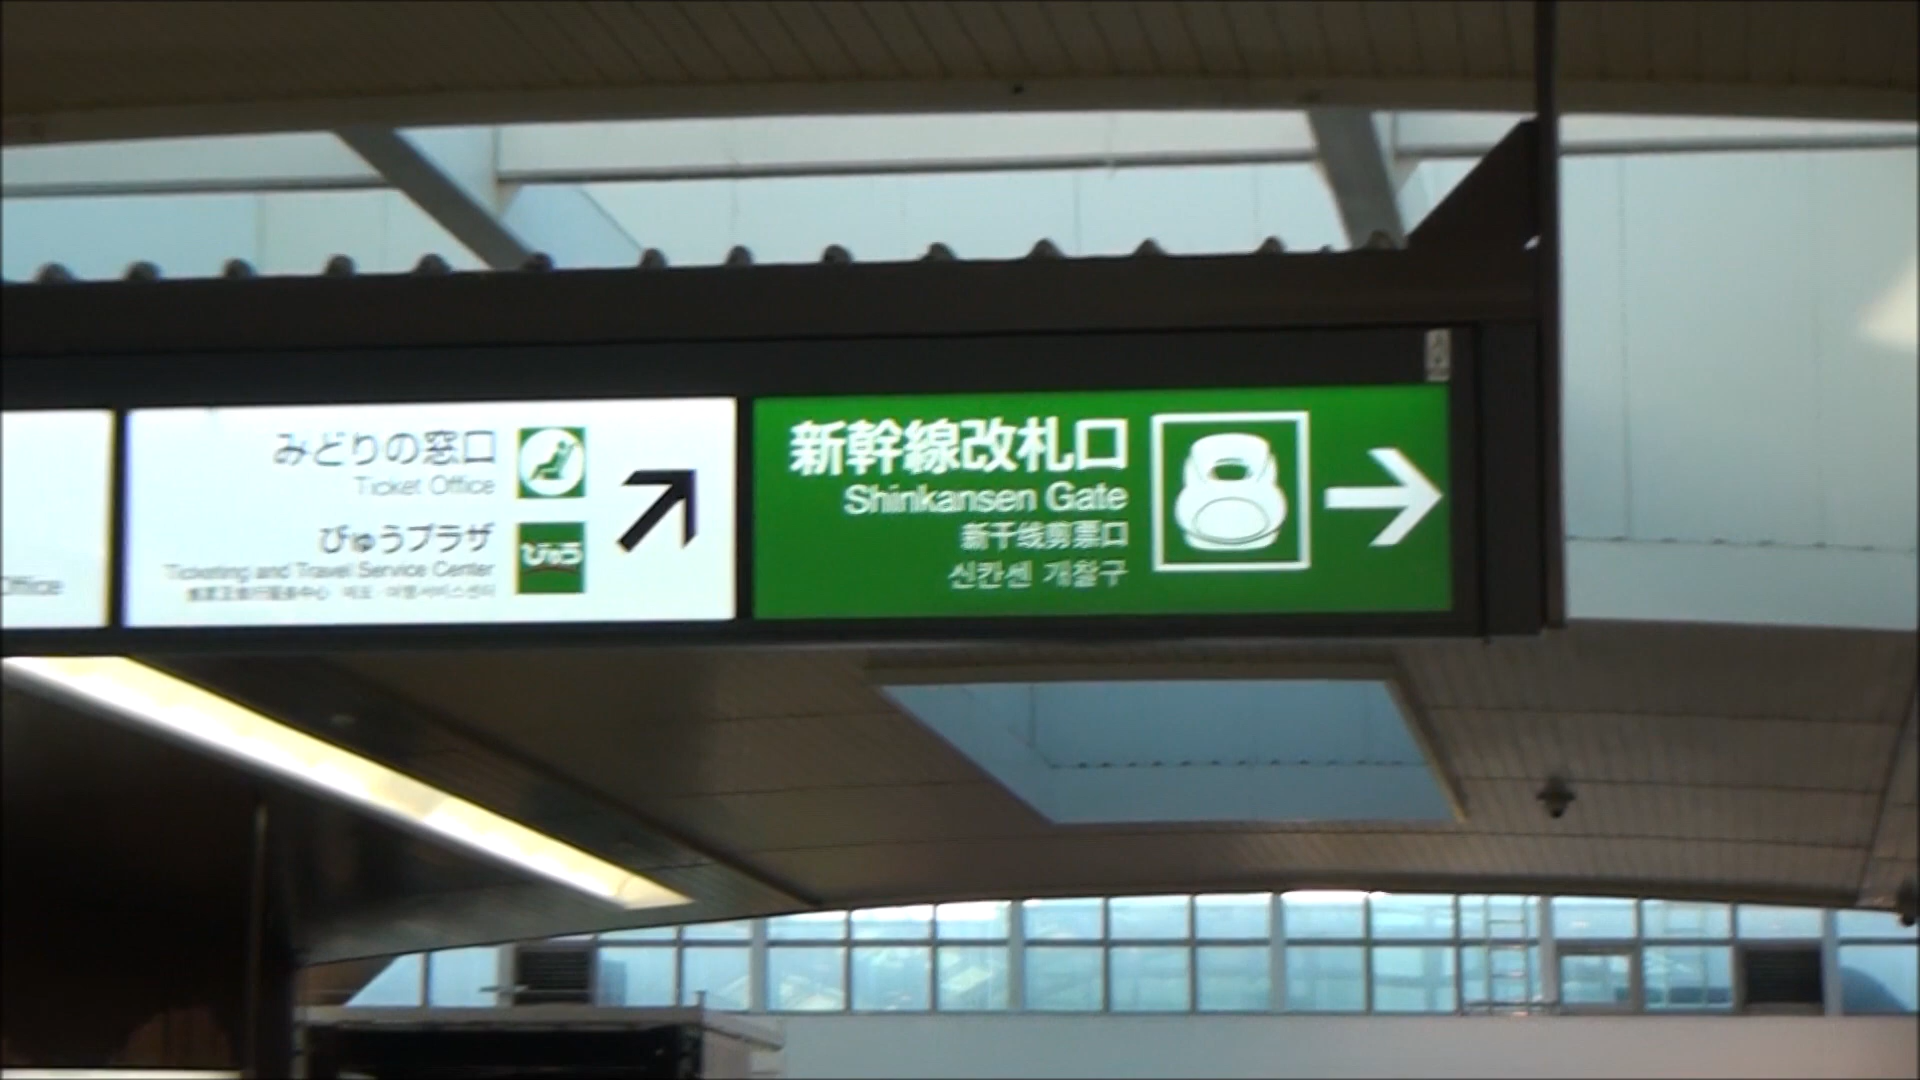 Office
みどりの窓口
Ticket Office
びゅうプラザ
Ticketing and Travel Service Center
びゅう
新幹線改札口
Shinkansen Gate
新干线剪票口
신칸센 개찰구